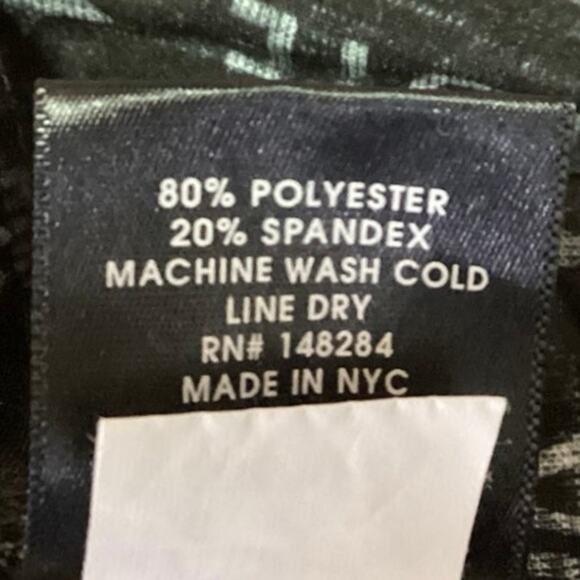 80% POLYESTER
20% SPANDEX
MACHINE WASH COLD
LINE DRY
RN# 148284
MADE IN NYC